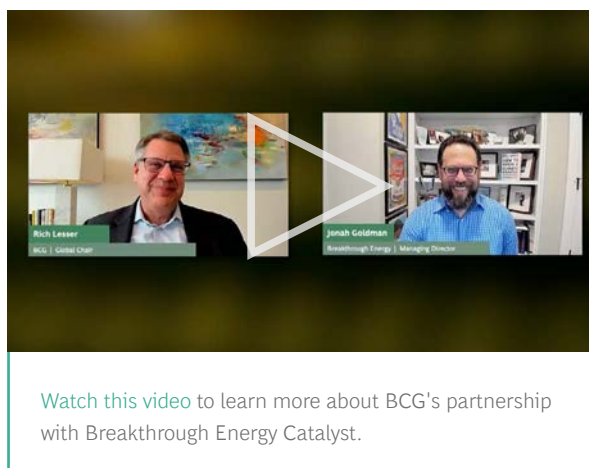 Rich Lesser
BCG | Global Chair
Jonah Goldman
Breakthrough Energy | Managing Director
Watch this video to learn more about BCG's partnership
with Breakthrough Energy Catalyst.